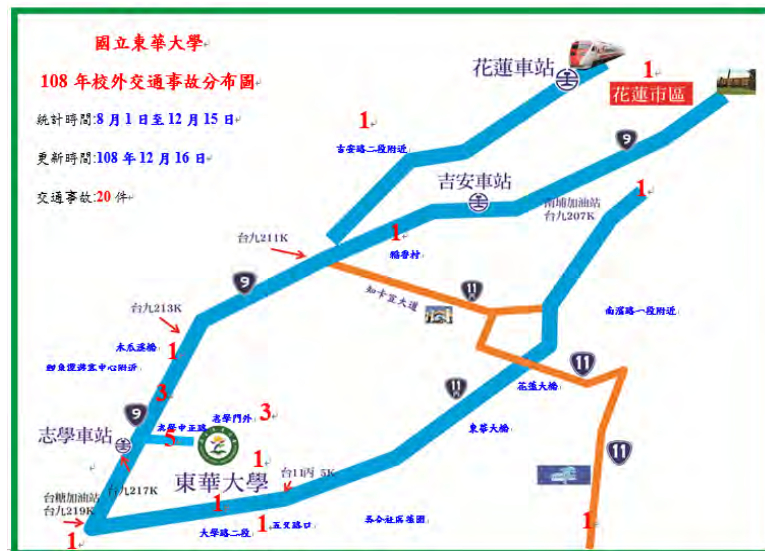 國立東華大學
108 年校外交通事故分布圖
統計時間:8 月 1 日至 12 月 15 日
更新時間:108 年 12 月 16 日
交通事故:20 件
花蓮車站
1
花蓮市區
1
吉安路二段附近
9
吉安車站
南埔加油站
台九207K
1
台九211K
1
稻香村
9
知卡宣大道
11
台九213K
南濱路一段附近
木瓜溪橋
1
鯉魚潭遊客中心附近
11
花蓮大橋
11
3
9
志學門外
3
志學中正路
5
東華大橋
志學車站
1
11
東華大學
台11丙 5K
台九217K
台糖加油站
台九219K
1
1
大學路二段
1
五叉路口
1